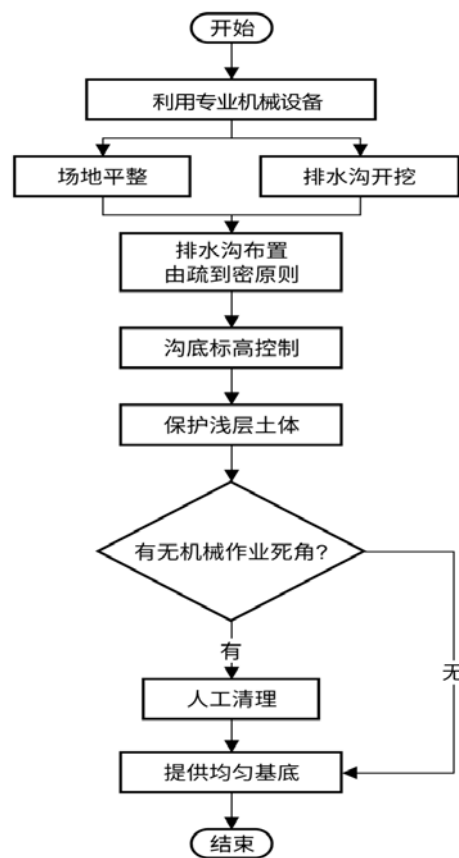 开始
利用专业机械设备
场地平整
排水沟开挖
排水沟布置
由疏到密原则
沟底标高控制
保护浅层土体
有无机械作业死角?
有
无
人工清理
提供均匀基底
结束